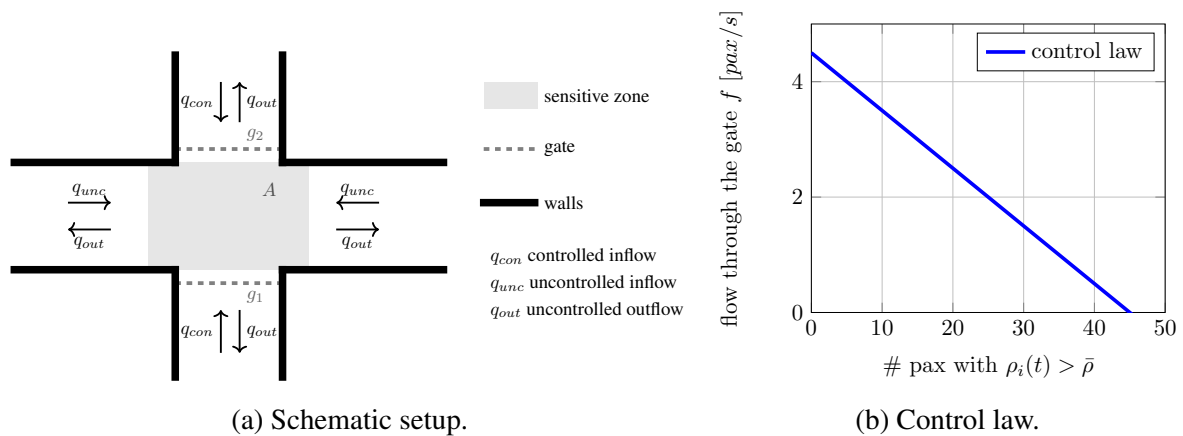 q_con q_out
g_2
A
q_unc q_unc
q_out q_out
g_1
q_con q_out
sensitive zone
gate
walls
q_con controlled inflow
q_unc uncontrolled inflow
q_out uncontrolled outflow
(a) Schematic setup.
flow through the gate f [pax/s]
control law
4
2
0
0 10 20 30 40 50
# pax with ρ_i(t) > ρ̄
(b) Control law.